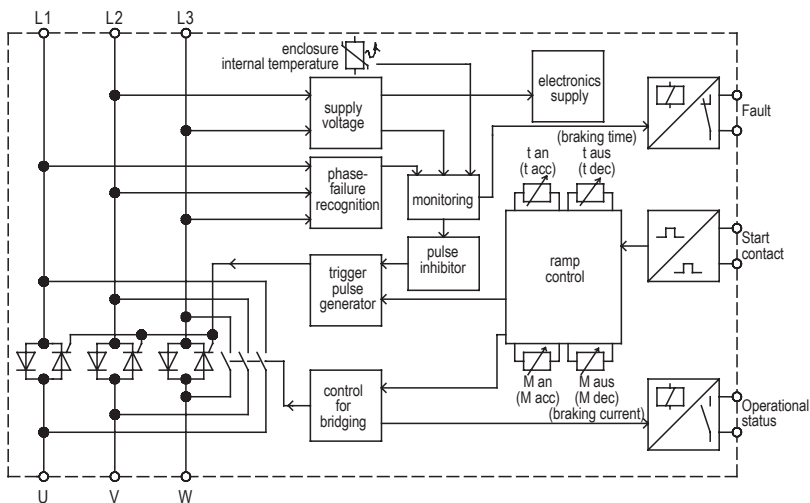 L1
L2
L3
enclosure
internal temperature
supply
voltage
electronics
supply
Fault
(braking time)
t an
(t acc)
t aus
(t dec)
phase-
failure
recognition
monitoring
pulse
inhibitor
trigger
pulse
generator
ramp
control
Start
contact
M an
(M acc)
M aus
(M dec)
(braking current)
control
for
bridging
Operational
status
U
V
W